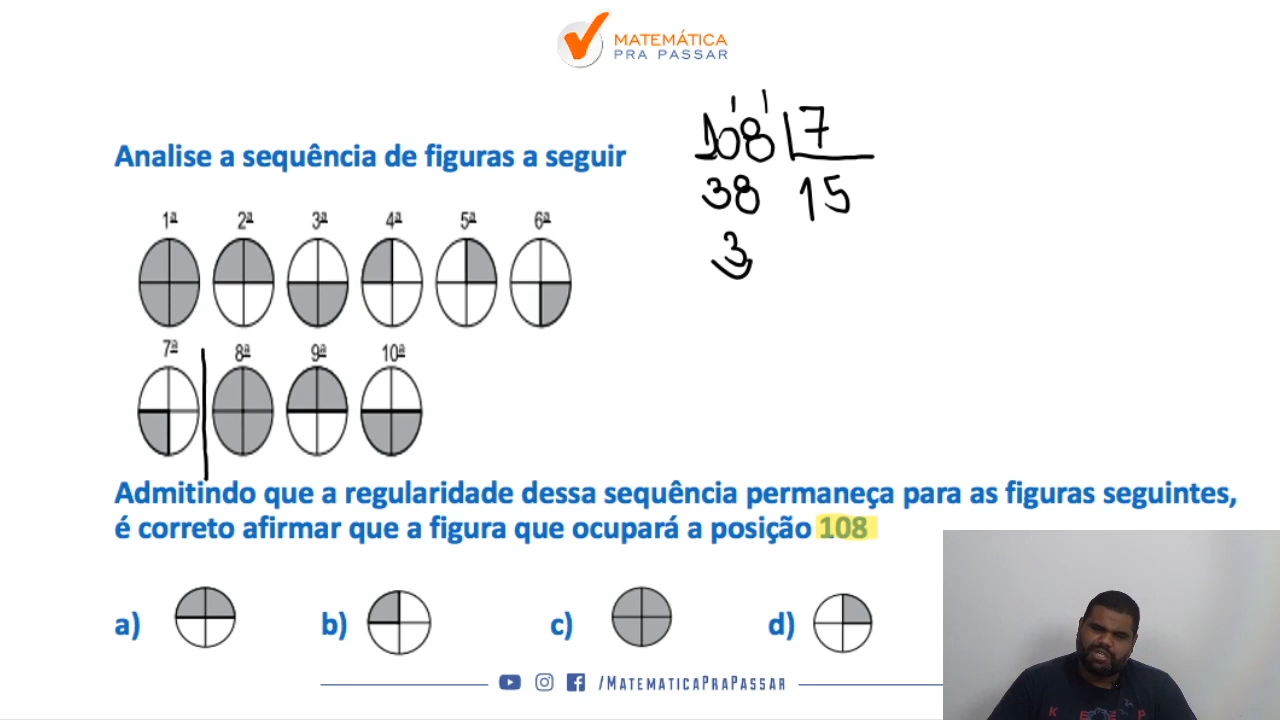 MATEMÁTICA
PRA PASSAR
1 1
108 7
38 15
3
Analise a sequência de figuras a seguir
1ª 2ª 3ª 4ª 5ª 6ª
7ª 8ª 9ª 10ª
Admitindo que a regularidade dessa sequência permaneça para as figuras seguintes,
é correto afirmar que a figura que ocupará a posição 108
a) b) c) d)
/MATEMATICAPRAPASSAR
K E E P